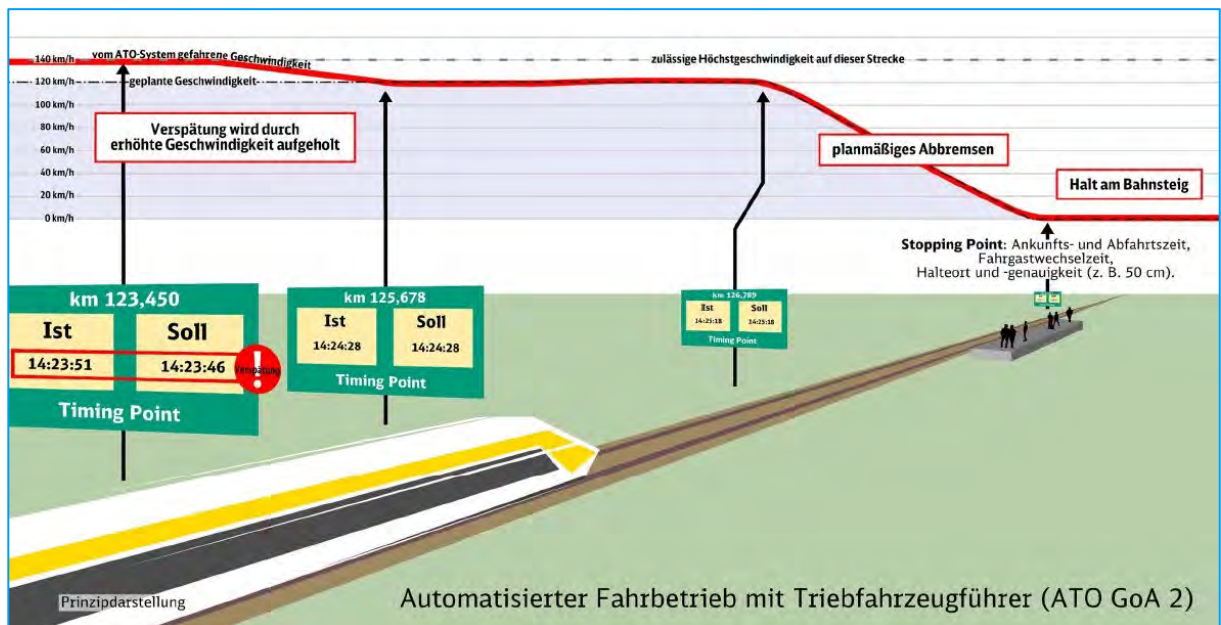 140 km/h
vom ATO-System gefahrene Geschwindigkeit
zulässige Höchstgeschwindigkeit auf dieser Strecke
120 km/h
geplante Geschwindigkeit
100 km/h
80 km/h
60 km/h
40 km/h
20 km/h
0 km/h
Verspätung wird durch
erhöhte Geschwindigkeit aufgeholt
planmäßiges Abbremsen
Halt am Bahnsteig
Stopping Point: Ankunfts- und Abfahrtszeit,
Fahrgastwechselzeit,
Halteort und -genauigkeit (z. B. 50 cm).
km 123,450
Ist Soll
14:23:51 14:23:46
Verspätung
!
Timing Point
km 125,678
Ist Soll
14:24:28 14:24:28
Timing Point
km 126,789
Ist Soll
14:25:18 14:25:18
Timing Point
Prinzipdarstellung
Automatisierter Fahrbetrieb mit Triebfahrzeugführer (ATO GoA 2)